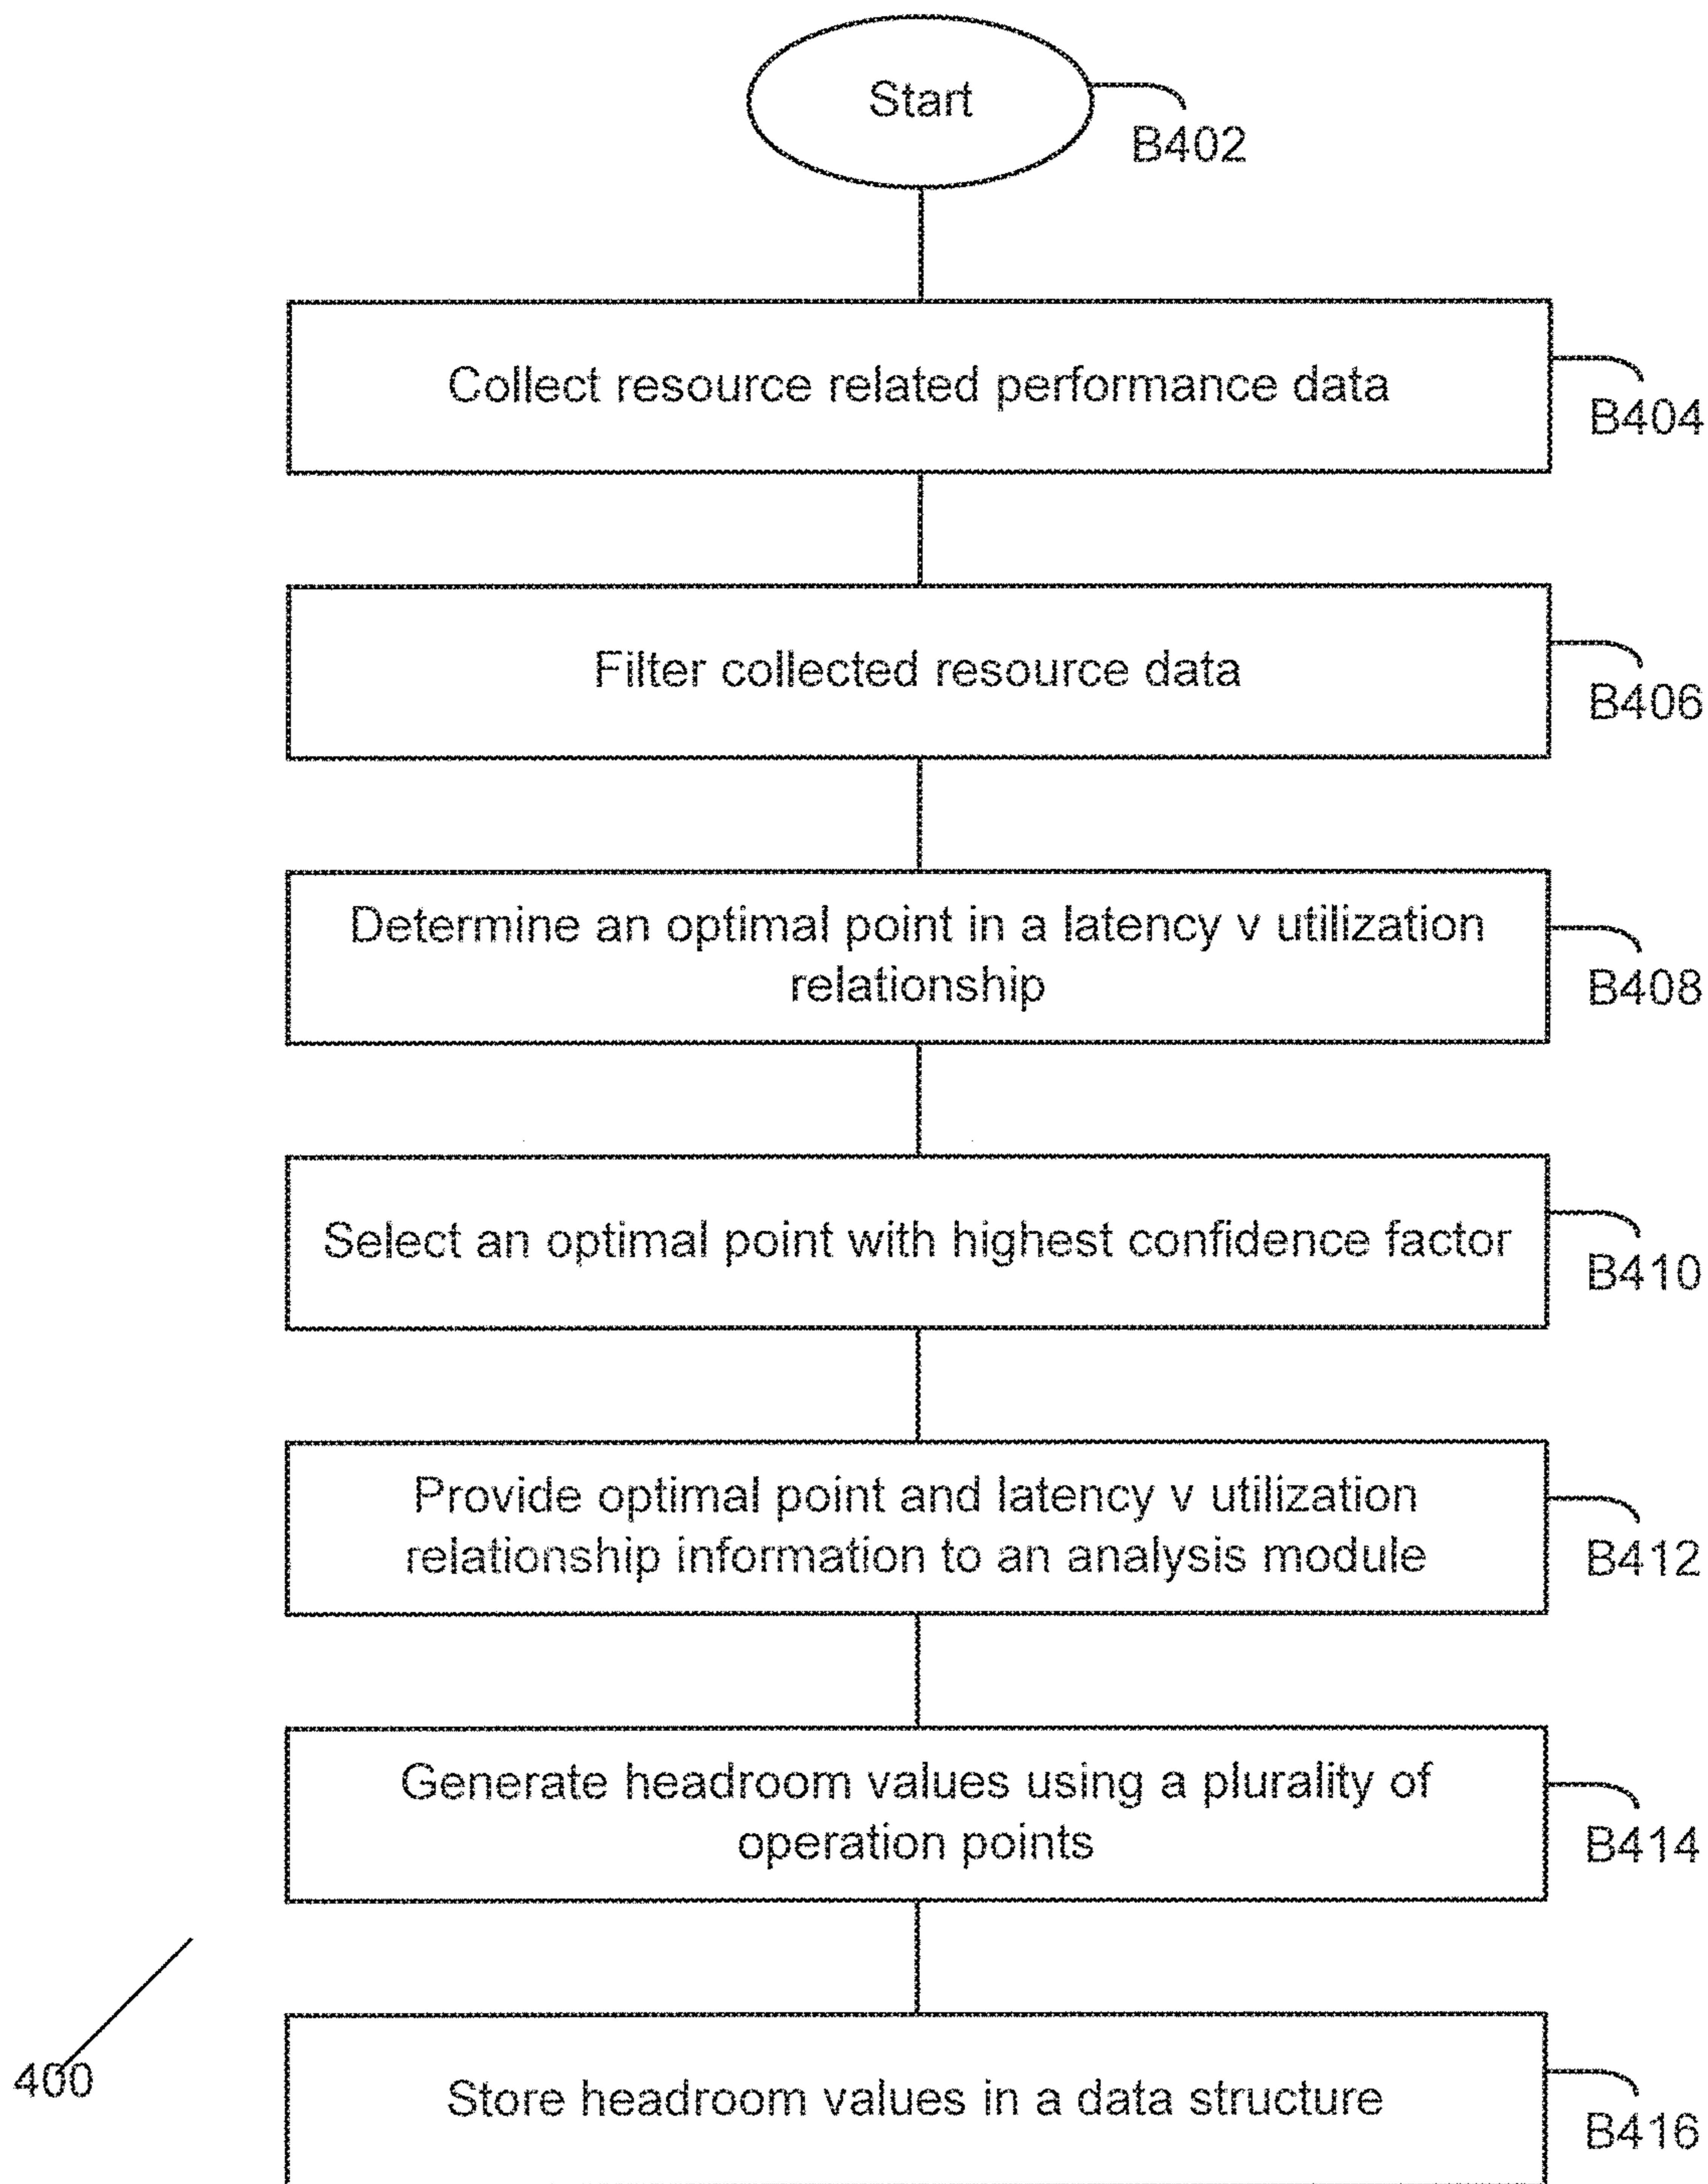 Start
B402
Collect resource related performance data
B404
Filter collected resource data
B406
Determine an optimal point in a latency v utilization
relationship
B408
Select an optimal point with highest confidence factor
B410
Provide optimal point and latency v utilization
relationship information to an analysis module
B412
Generate headroom values using a plurality of
operation points
B414
400
Store headroom values in a data structure
B416